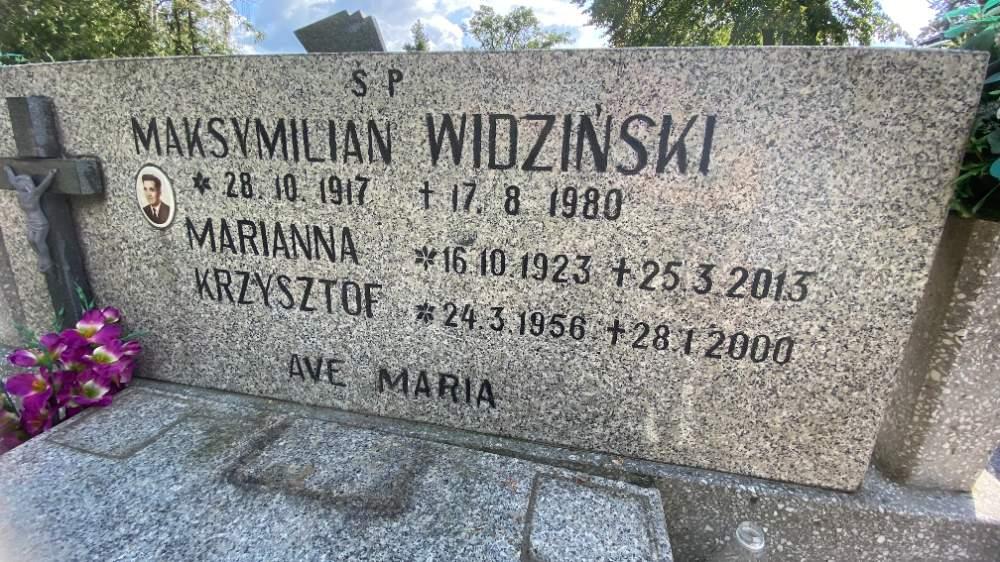 Ś P
MAKSYMILIAN WIDZIŃSKI
* 28. 10. 1917 † 17. 8 1980
MARIANNA *16.10.1923 †25.3.2013
KRZYSZTOF *24.3.1956 †28.1 2000
AVE MARIA